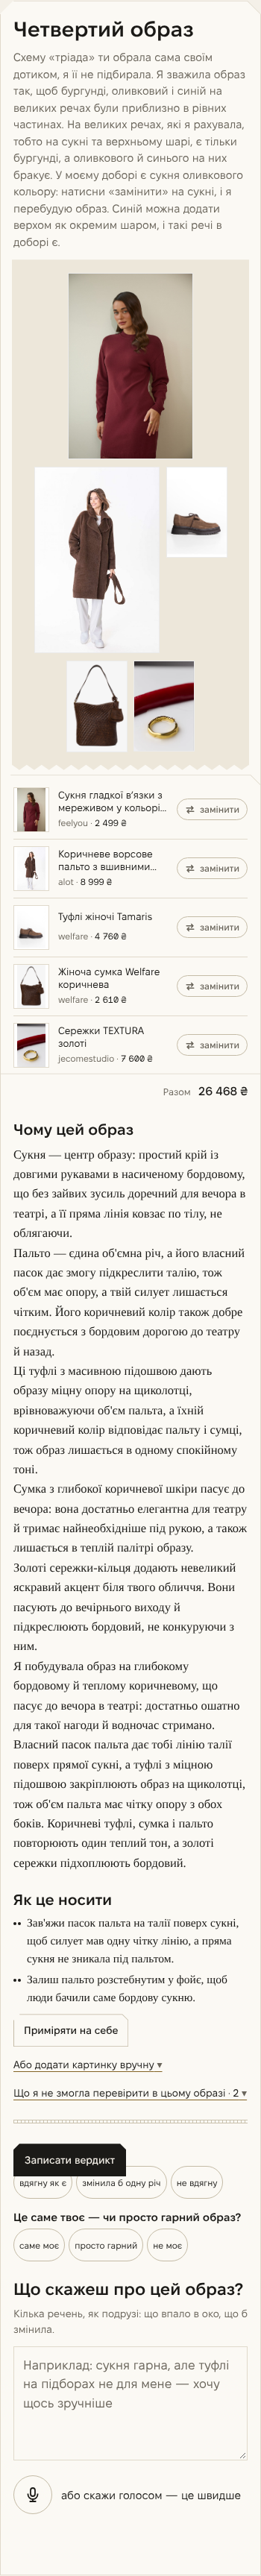 Четвертий образ
Схему «тріада» ти обрала сама своїм
дотиком, я її не підбирала. Я зважила образ
так, щоб бургунді, оливковий і синій на
великих речах були приблизно в рівних
частинах. На великих речах, які я рахувала,
тобто на сукні та верхньому шарі, є тільки
бургунді, а оливкового й синього на них
бракує. У моєму доборі є сукня оливкового
кольору: натисни «замінити» на сукні, і я
перебудую образ. Синій можна додати
верхом як окремим шаром, і такі речі в
доборі є.
Сукня гладкої в’язки з
мереживом у кольорі…
feelyou · 2 499 ₴
замінити
Коричневе ворсове
пальто з вшивними…
alot · 8 999 ₴
замінити
Туфлі жіночі Tamaris
welfare · 4 760 ₴
замінити
Жіноча сумка Welfare
коричнева
welfare · 2 610 ₴
замінити
Сережки TEXTURA
золоті
jecomestudio · 7 600 ₴
замінити
Разом 26 468 ₴
Чому цей образ
Сукня — центр образу: простий крій із
довгими рукавами в насиченому бордовому,
що без зайвих зусиль доречний для вечора в
театрі, а її пряма лінія ковзає по тілу, не
облягаючи.
Пальто — єдина об'ємна річ, а його власний
пасок дає змогу підкреслити талію, тож
об'єм має опору, а твій силует лишається
чітким. Його коричневий колір також добре
поєднується з бордовим дорогою до театру
й назад.
Ці туфлі з масивною підошвою дають
образу міцну опору на щиколотці,
врівноважуючи об'єм пальта, а їхній
коричневий колір відповідає пальту і сумці,
тож образ лишається в одному спокійному
тоні.
Сумка з глибокої коричневої шкіри пасує до
вечора: вона достатньо елегантна для театру
й тримає найнеобхідніше під рукою, а також
лишається в теплій палітрі образу.
Золоті сережки-кільця додають невеликий
яскравий акцент біля твого обличчя. Вони
пасують до вечірнього виходу й
підкреслюють бордовий, не конкуруючи з
ним.
Я побудувала образ на глибокому
бордовому й теплому коричневому, що
пасує до вечора в театрі: достатньо ошатно
для такої нагоди й водночас стримано.
Власний пасок пальта дає тобі лінію талії
поверх прямої сукні, а туфлі з міцною
підошвою закріплюють образ на щиколотці,
тож об'єм пальта має чітку опору з обох
боків. Коричневі туфлі, сумка і пальто
повторюють один теплий тон, а золоті
сережки підхоплюють бордовий.
Як це носити
Зав'яжи пасок пальта на талії поверх сукні,
щоб силует мав одну чітку лінію, а пряма
сукня не зникала під пальтом.
Залиш пальто розстебнутим у фойє, щоб
люди бачили саме бордову сукню.
Приміряти на себе
Або додати картинку вручну ▾
Що я не змогла перевірити в цьому образі · 2 ▾
Записати вердикт
вдягну як є
змінила б одну річ
не вдягну
Це саме твоє — чи просто гарний образ?
саме моє
просто гарний
не моє
Що скажеш про цей образ?
Кілька речень, як подрузі: що впало в око, що б
змінила.
Наприклад: сукня гарна, але туфлі
на підборах не для мене — хочу
щось зручніше
або скажи голосом — це швидше